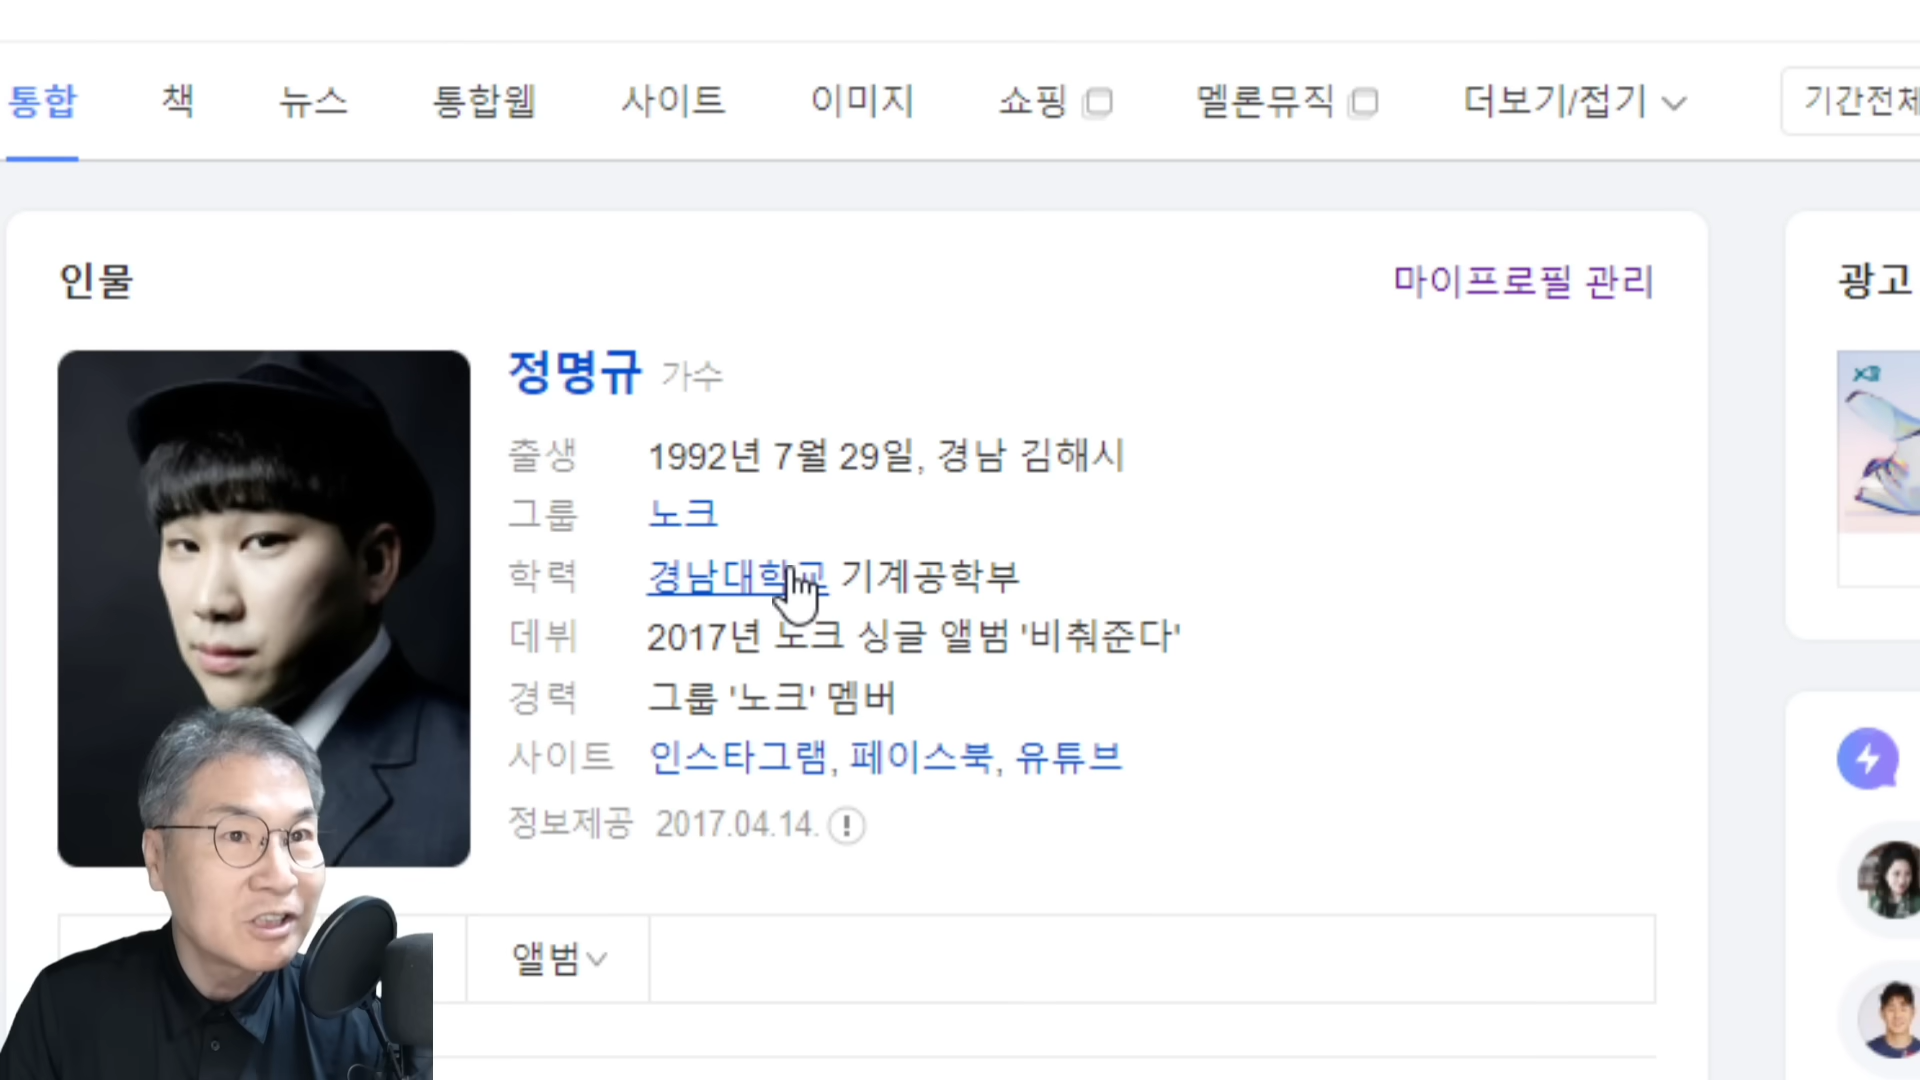 통합 책 뉴스 통합웹 사이트 이미지 쇼핑 멜론뮤직 더보기/접기 기간전체
인물 마이프로필 관리
정명규 가수
출생 1992년 7월 29일, 경남 김해시
그룹 노크
학력 경남대학교 기계공학부
데뷔 2017년 노크 싱글 앨범 '비춰준다'
경력 그룹 '노크' 멤버
사이트 인스타그램, 페이스북, 유튜브
정보제공 2017.04.14.
앨범
광고